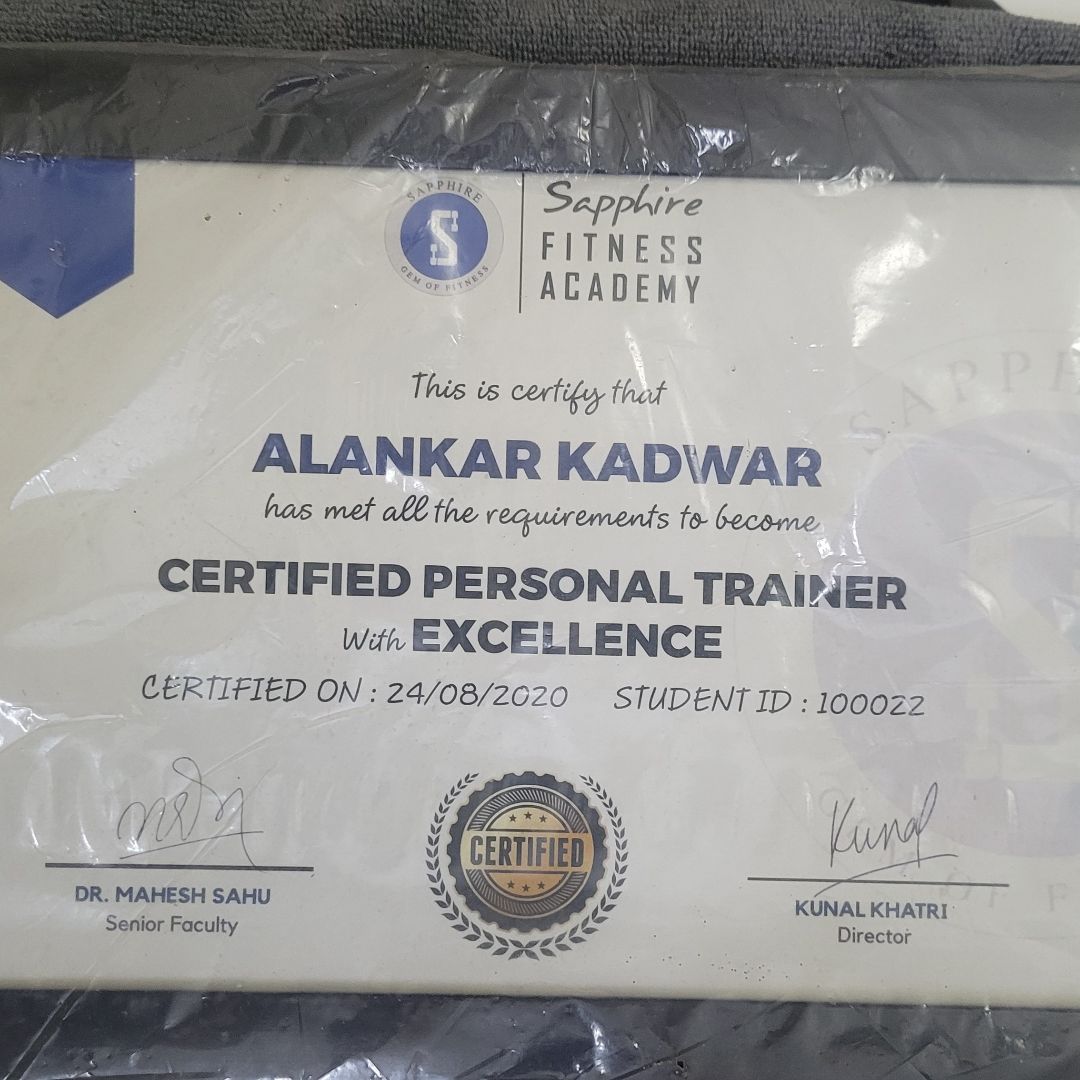 SAPPHIRE
S
GEM OF FITNESS
Sapphire
FITNESS
ACADEMY
This is certify that
ALANKAR KADWAR
has met all the requirements to become
CERTIFIED PERSONAL TRAINER
With EXCELLENCE
CERTIFIED ON : 24/08/2020 STUDENT ID : 100022
CERTIFIED
Kunal
DR. MAHESH SAHU
Senior Faculty
KUNAL KHATRI
Director